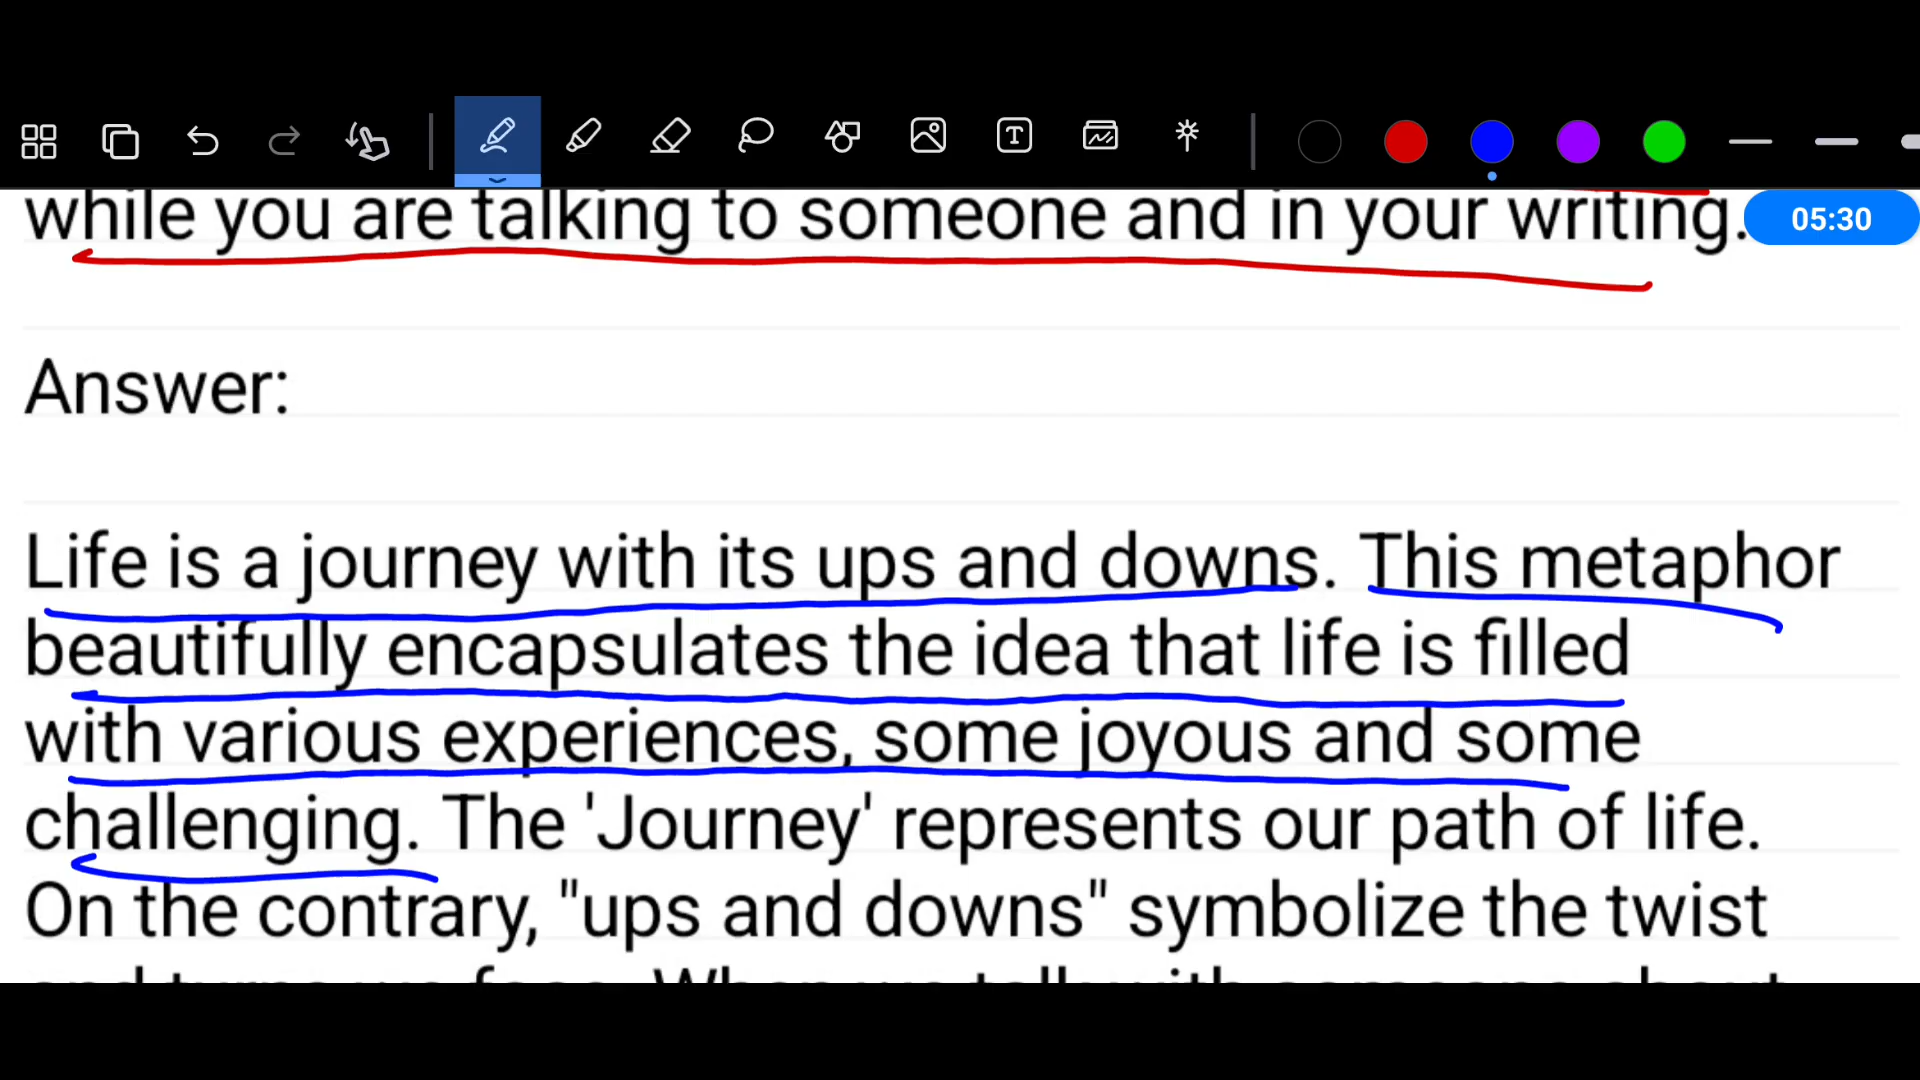 05:30
while you are talking to someone and in your writing.
Answer:
Life is a journey with its ups and downs. This metaphor
beautifully encapsulates the idea that life is filled
with various experiences, some joyous and some
challenging. The 'Journey' represents our path of life.
On the contrary, "ups and downs" symbolize the twist